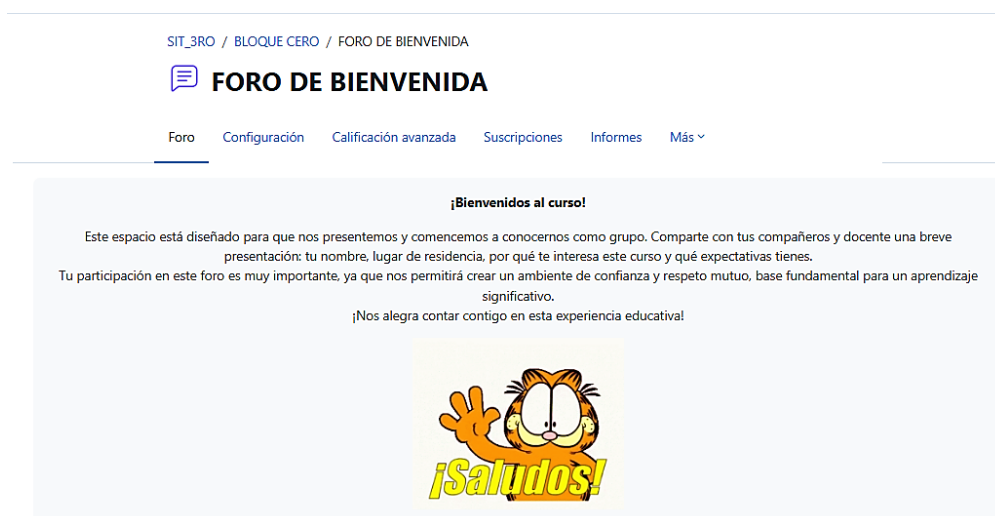 SIT_3RO / BLOQUE CERO / FORO DE BIENVENIDA
FORO DE BIENVENIDA
Foro Configuración Calificación avanzada Suscripciones Informes Más
¡Bienvenidos al curso!
Este espacio está diseñado para que nos presentemos y comencemos a conocernos como grupo. Comparte con tus compañeros y docente una breve
presentación: tu nombre, lugar de residencia, por qué te interesa este curso y qué expectativas tienes.
Tu participación en este foro es muy importante, ya que nos permitirá crear un ambiente de confianza y respeto mutuo, base fundamental para un aprendizaje
significativo.
¡Nos alegra contar contigo en esta experiencia educativa!
¡Saludos!